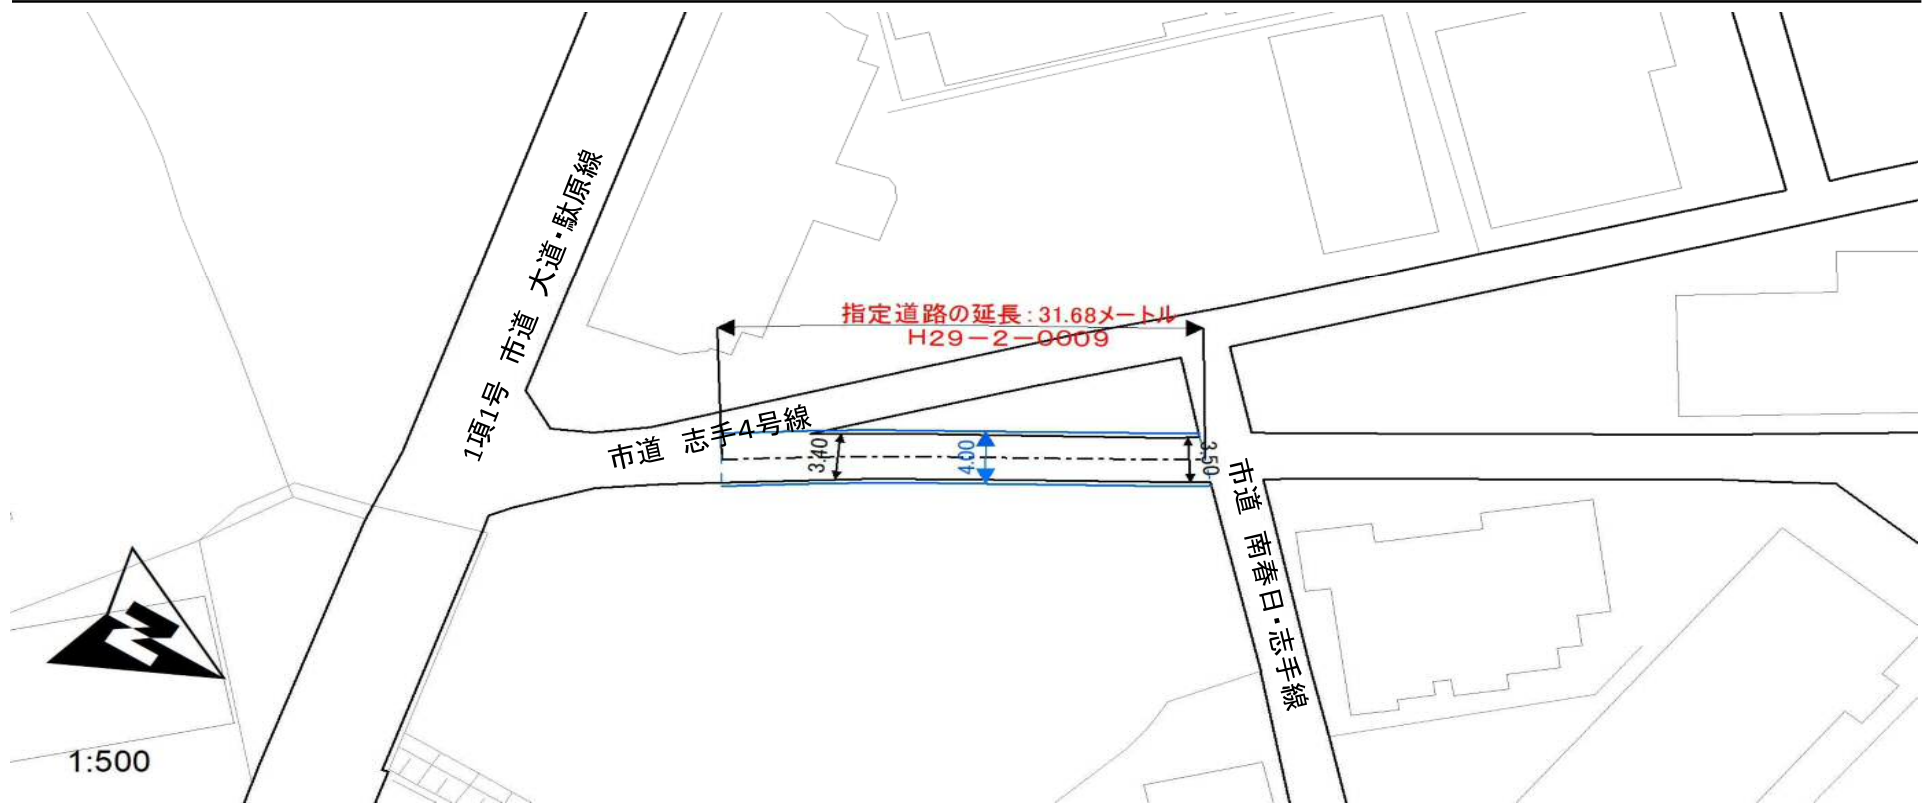 1項1号 市道 大道・駄原線
指定道路の延長:31.68メートル
H29-2-0009
市道 志手4号線
3.40
4.00
3.50
市道 南春日・志手線
N
1:500